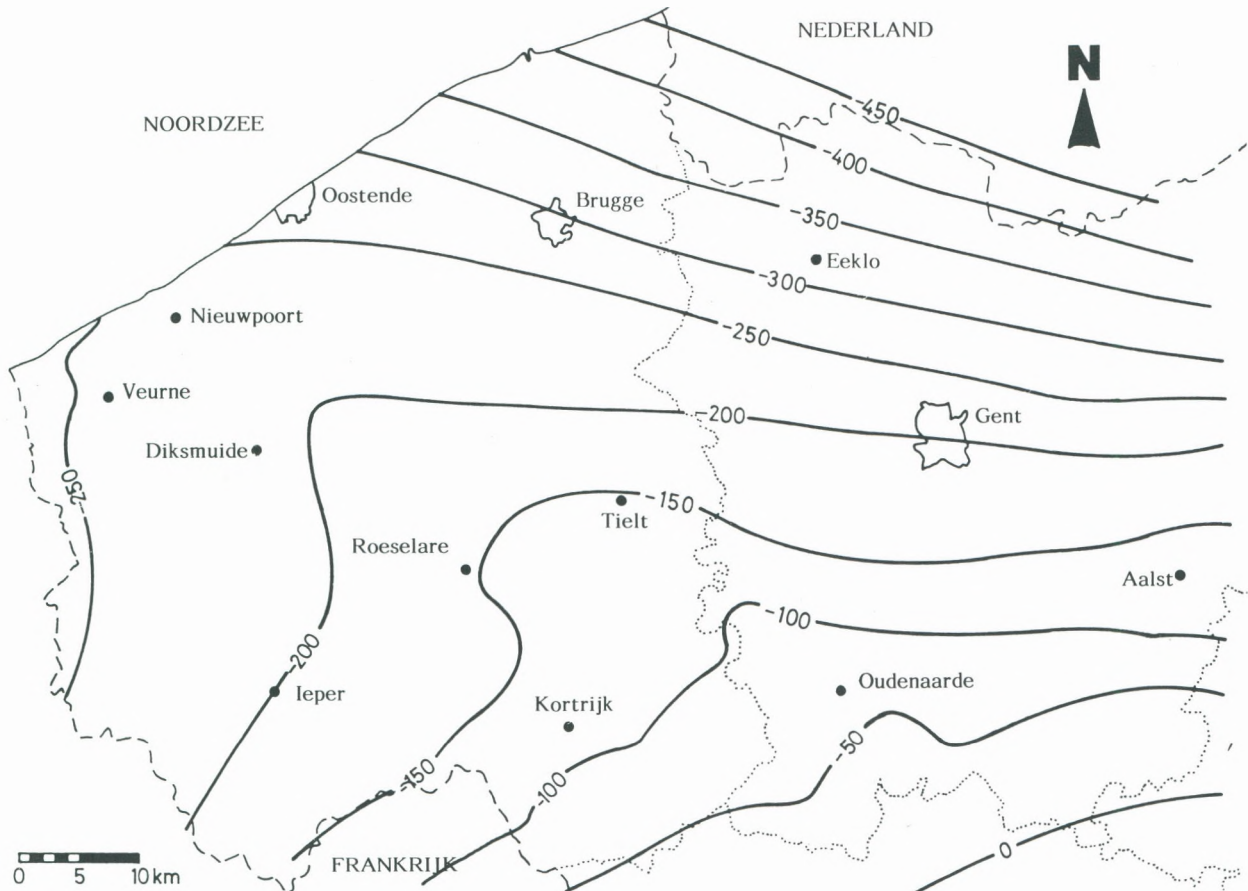 NEDERLAND
N
NOORDZEE
-450
-400
Oostende
Brugge
-350
Eeklo
-300
Nieuwpoort
-250
Veurne
-200
Gent
Diksmuide
-250
-150
Tielt
Roeselare
Aalst
-100
-200
Ieper
Oudenaarde
Kortrijk
-50
-150
-100
0
FRANKRIJK
0 5 10 km